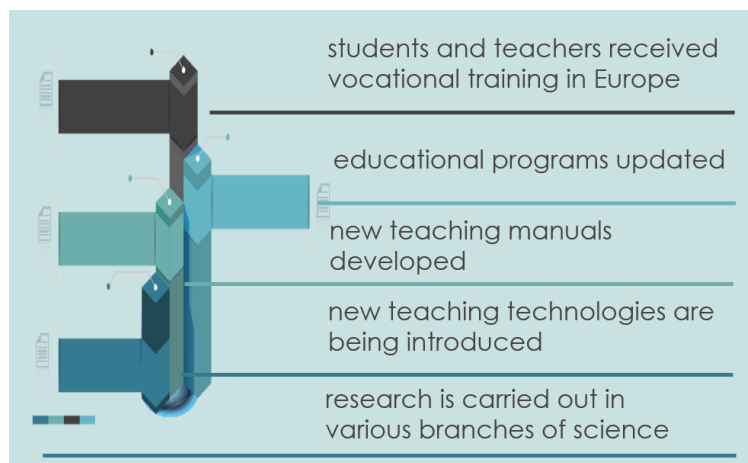 students and teachers received
vocational training in Europe
educational programs updated
new teaching manuals
developed
new teaching technologies are
being introduced
research is carried out in
various branches of science